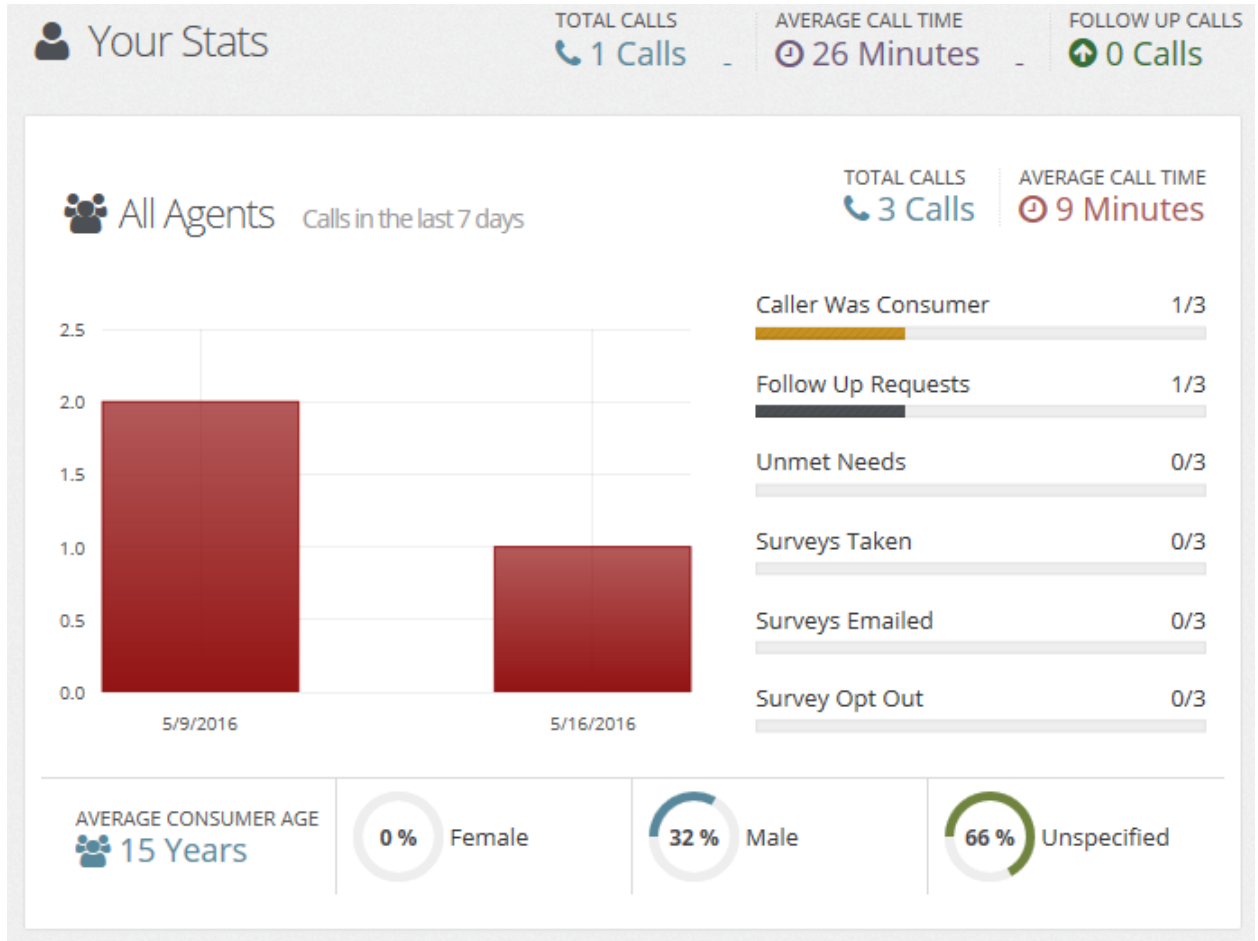 Your Stats
TOTAL CALLS
1 Calls
-
AVERAGE CALL TIME
26 Minutes
-
FOLLOW UP CALLS
0 Calls
All Agents
Calls in the last 7 days
TOTAL CALLS
3 Calls
AVERAGE CALL TIME
9 Minutes
2.5
2.0
1.5
1.0
0.5
0.0
5/9/2016
5/16/2016
Caller Was Consumer 1/3
Follow Up Requests 1/3
Unmet Needs 0/3
Surveys Taken 0/3
Surveys Emailed 0/3
Survey Opt Out 0/3
AVERAGE CONSUMER AGE
15 Years
0 % Female
32 % Male
66 % Unspecified